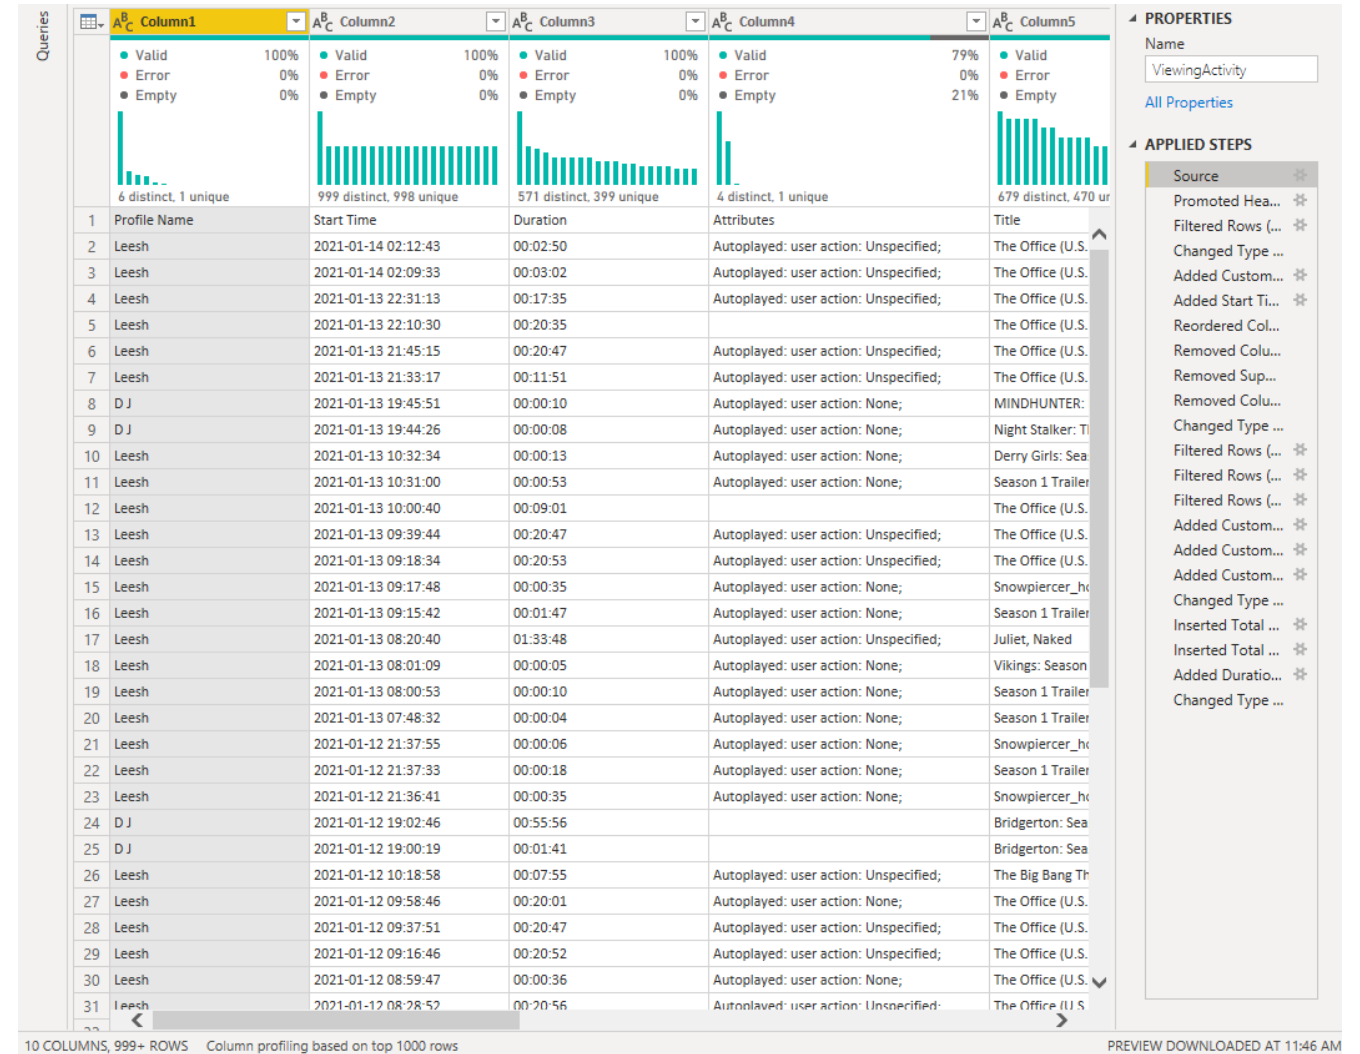 Queries
Column1 Column2 Column3 Column4 Column5
Valid 100% Valid 100% Valid 100% Valid 79% Valid
Error 0% Error 0% Error 0% Error 0% Error
Empty 0% Empty 0% Empty 0% Empty 21% Empty
6 distinct, 1 unique 999 distinct, 998 unique 571 distinct, 399 unique 4 distinct, 1 unique 679 distinct, 470 ur
1 Profile Name Start Time Duration Attributes Title
2 Leesh 2021-01-14 02:12:43 00:02:50 Autoplayed: user action: Unspecified; The Office (U.S.
3 Leesh 2021-01-14 02:09:33 00:03:02 Autoplayed: user action: Unspecified; The Office (U.S.
4 Leesh 2021-01-13 22:31:13 00:17:35 Autoplayed: user action: Unspecified; The Office (U.S.
5 Leesh 2021-01-13 22:10:30 00:20:35 The Office (U.S.
6 Leesh 2021-01-13 21:45:15 00:20:47 Autoplayed: user action: Unspecified; The Office (U.S.
7 Leesh 2021-01-13 21:33:17 00:11:51 Autoplayed: user action: Unspecified; The Office (U.S.
8 D J 2021-01-13 19:45:51 00:00:10 Autoplayed: user action: None; MINDHUNTER:
9 D J 2021-01-13 19:44:26 00:00:08 Autoplayed: user action: None; Night Stalker: Tl
10 Leesh 2021-01-13 10:32:34 00:00:13 Autoplayed: user action: None; Derry Girls: Sea
11 Leesh 2021-01-13 10:31:00 00:00:53 Autoplayed: user action: None; Season 1 Trailer
12 Leesh 2021-01-13 10:00:40 00:09:01 The Office (U.S.
13 Leesh 2021-01-13 09:39:44 00:20:47 Autoplayed: user action: Unspecified; The Office (U.S.
14 Leesh 2021-01-13 09:18:34 00:20:53 Autoplayed: user action: Unspecified; The Office (U.S.
15 Leesh 2021-01-13 09:17:48 00:00:35 Autoplayed: user action: None; Snowpiercer_ho
16 Leesh 2021-01-13 09:15:42 00:01:47 Autoplayed: user action: None; Season 1 Trailer
17 Leesh 2021-01-13 08:20:40 01:33:48 Autoplayed: user action: Unspecified; Juliet, Naked
18 Leesh 2021-01-13 08:01:09 00:00:05 Autoplayed: user action: None; Vikings: Season
19 Leesh 2021-01-13 08:00:53 00:00:10 Autoplayed: user action: None; Season 1 Trailer
20 Leesh 2021-01-13 07:48:32 00:00:04 Autoplayed: user action: None; Season 1 Trailer
21 Leesh 2021-01-12 21:37:55 00:00:06 Autoplayed: user action: None; Snowpiercer_ho
22 Leesh 2021-01-12 21:37:33 00:00:18 Autoplayed: user action: None; Season 1 Trailer
23 Leesh 2021-01-12 21:36:41 00:00:35 Autoplayed: user action: None; Snowpiercer_ho
24 D J 2021-01-12 19:02:46 00:55:56 Bridgerton: Sea
25 D J 2021-01-12 19:00:19 00:01:41 Bridgerton: Sea
26 Leesh 2021-01-12 10:18:58 00:07:55 Autoplayed: user action: Unspecified; The Big Bang Th
27 Leesh 2021-01-12 09:58:46 00:20:01 Autoplayed: user action: None; The Office (U.S.
28 Leesh 2021-01-12 09:37:51 00:20:47 Autoplayed: user action: Unspecified; The Office (U.S.
29 Leesh 2021-01-12 09:16:46 00:20:52 Autoplayed: user action: Unspecified; The Office (U.S.
30 Leesh 2021-01-12 08:59:47 00:00:36 Autoplayed: user action: None; The Office (U.S.
31 Leesh 2021-01-12 08:28:52 00:20:56 Autoplayed: user action: Unspecified; The Office (U.S
PROPERTIES
Name
ViewingActivity
All Properties
APPLIED STEPS
Source
Promoted Hea...
Filtered Rows (...
Changed Type ...
Added Custom...
Added Start Ti...
Reordered Col...
Removed Colu...
Removed Sup...
Removed Colu...
Changed Type ...
Filtered Rows (...
Filtered Rows (...
Filtered Rows (...
Added Custom...
Added Custom...
Added Custom...
Changed Type ...
Inserted Total ...
Inserted Total ...
Added Duratio...
Changed Type ...
10 COLUMNS, 999+ ROWS Column profiling based on top 1000 rows
PREVIEW DOWNLOADED AT 11:46 AM